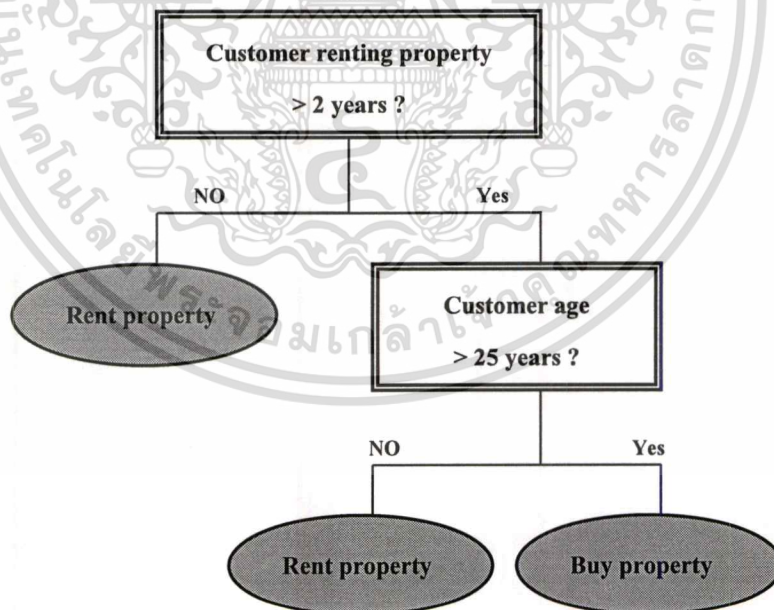 Customer renting property
> 2 years ?
NO
Yes
Rent property
Customer age
> 25 years ?
NO
Yes
Rent property
Buy property